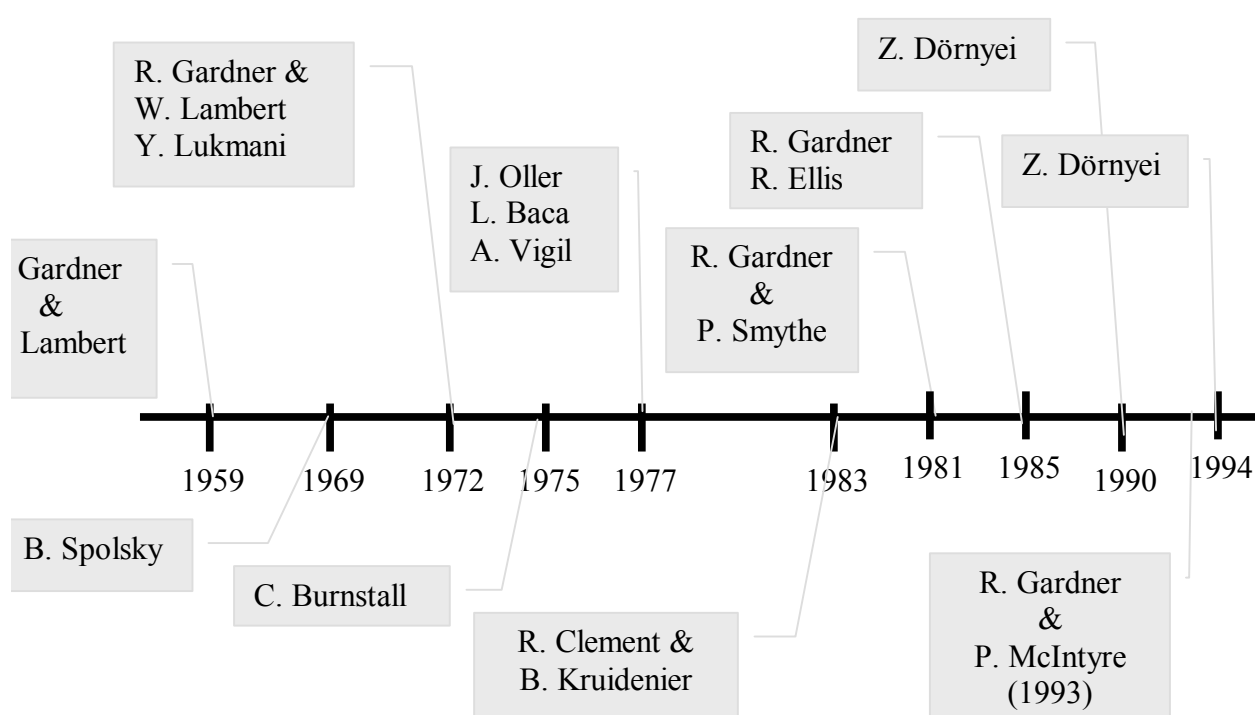 Z. Dörnyei
R. Gardner &
W. Lambert
Y. Lukmani
R. Gardner
R. Ellis
Z. Dörnyei
J. Oller
L. Baca
A. Vigil
Gardner
&
Lambert
R. Gardner
&
P. Smythe
1959
1969
1972
1975
1977
1983
1981
1985
1990
1994
B. Spolsky
C. Burnstall
R. Clement &
B. Kruidenier
R. Gardner
&
P. McIntyre
(1993)